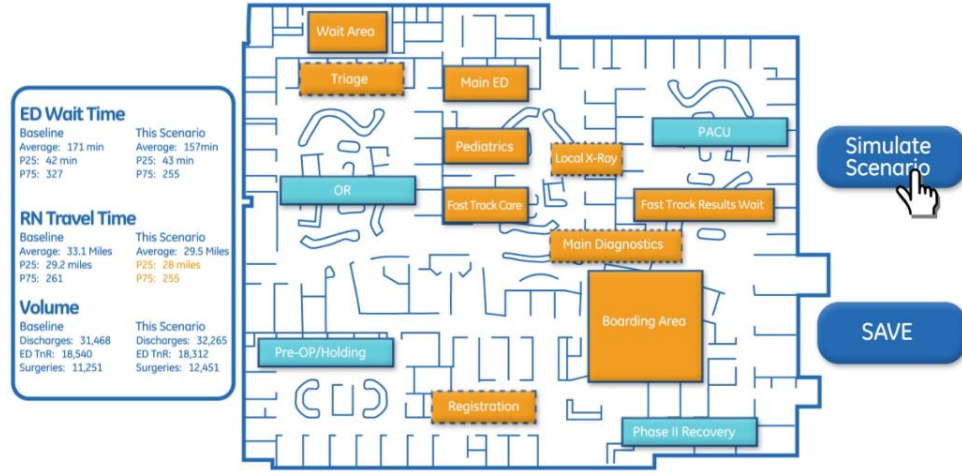 ED Wait Time
Baseline This Scenario
Average: 171 min Average: 157min
P25: 42 min P25: 43 min
P75: 327 P75: 255
RN Travel Time
Baseline This Scenario
Average: 33.1 Miles Average: 29.5 Miles
P25: 29.2 miles P25: 28 miles
P75: 261 P75: 255
Volume
Baseline This Scenario
Discharges: 31,468 Discharges: 32,265
ED TnR: 18,540 ED TnR: 18,312
Surgeries: 11,251 Surgeries: 12,451
Wait Area
Triage
Main ED
Pediatrics
Local X-Ray
PACU
OR
Fast Track Care
Fast Track Results Wait
Main Diagnostics
Boarding Area
Pre-OP/Holding
Registration
Phase II Recovery
Simulate
Scenario
SAVE